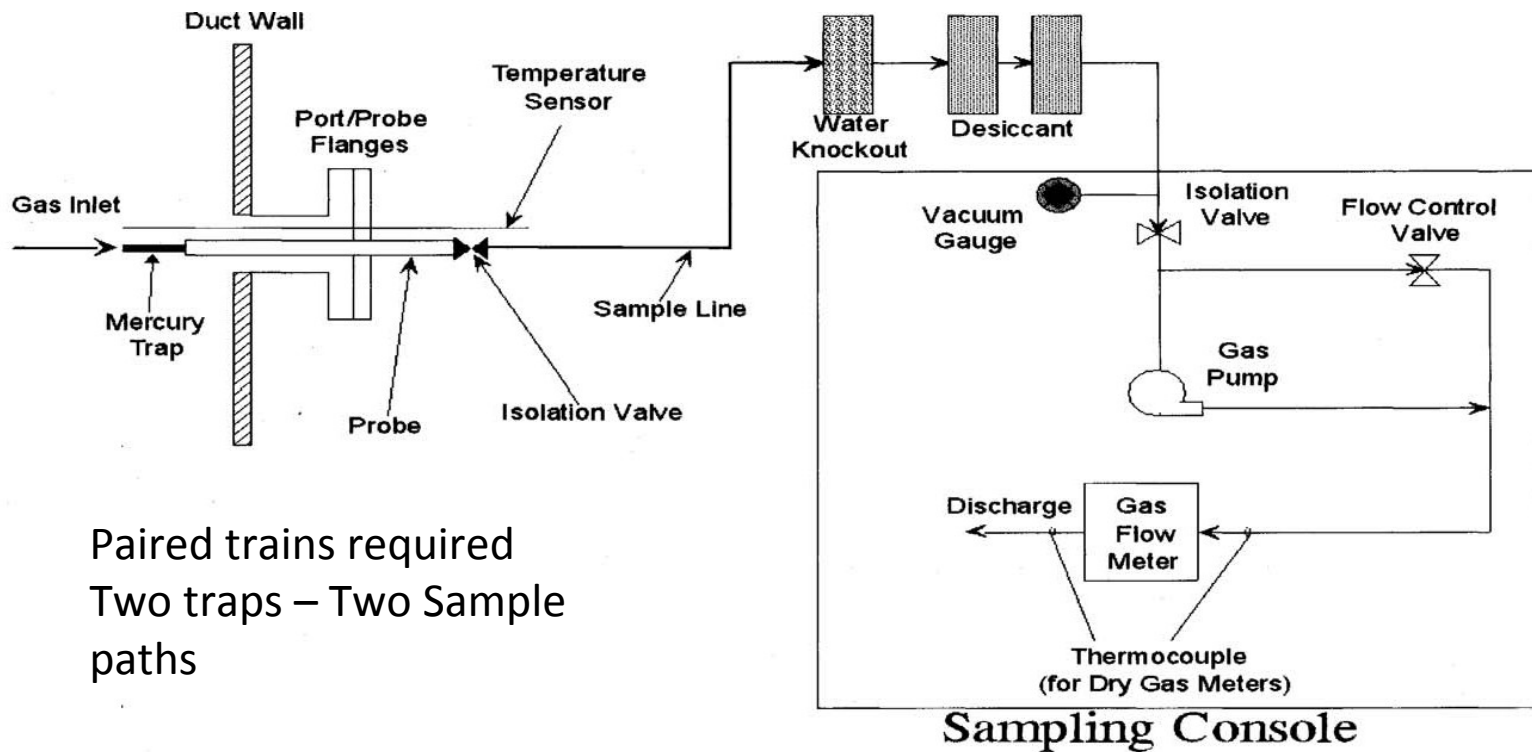 Duct Wall
Temperature
Sensor
Port/Probe
Flanges
Gas Inlet
Mercury
Trap
Probe
Isolation Valve
Sample Line
Water
Knockout
Desiccant
Vacuum
Gauge
Isolation
Valve
Flow Control
Valve
Gas
Pump
Discharge
Gas
Flow
Meter
Thermocouple
(for Dry Gas Meters)
Sampling Console
Paired trains required
Two traps – Two Sample
paths